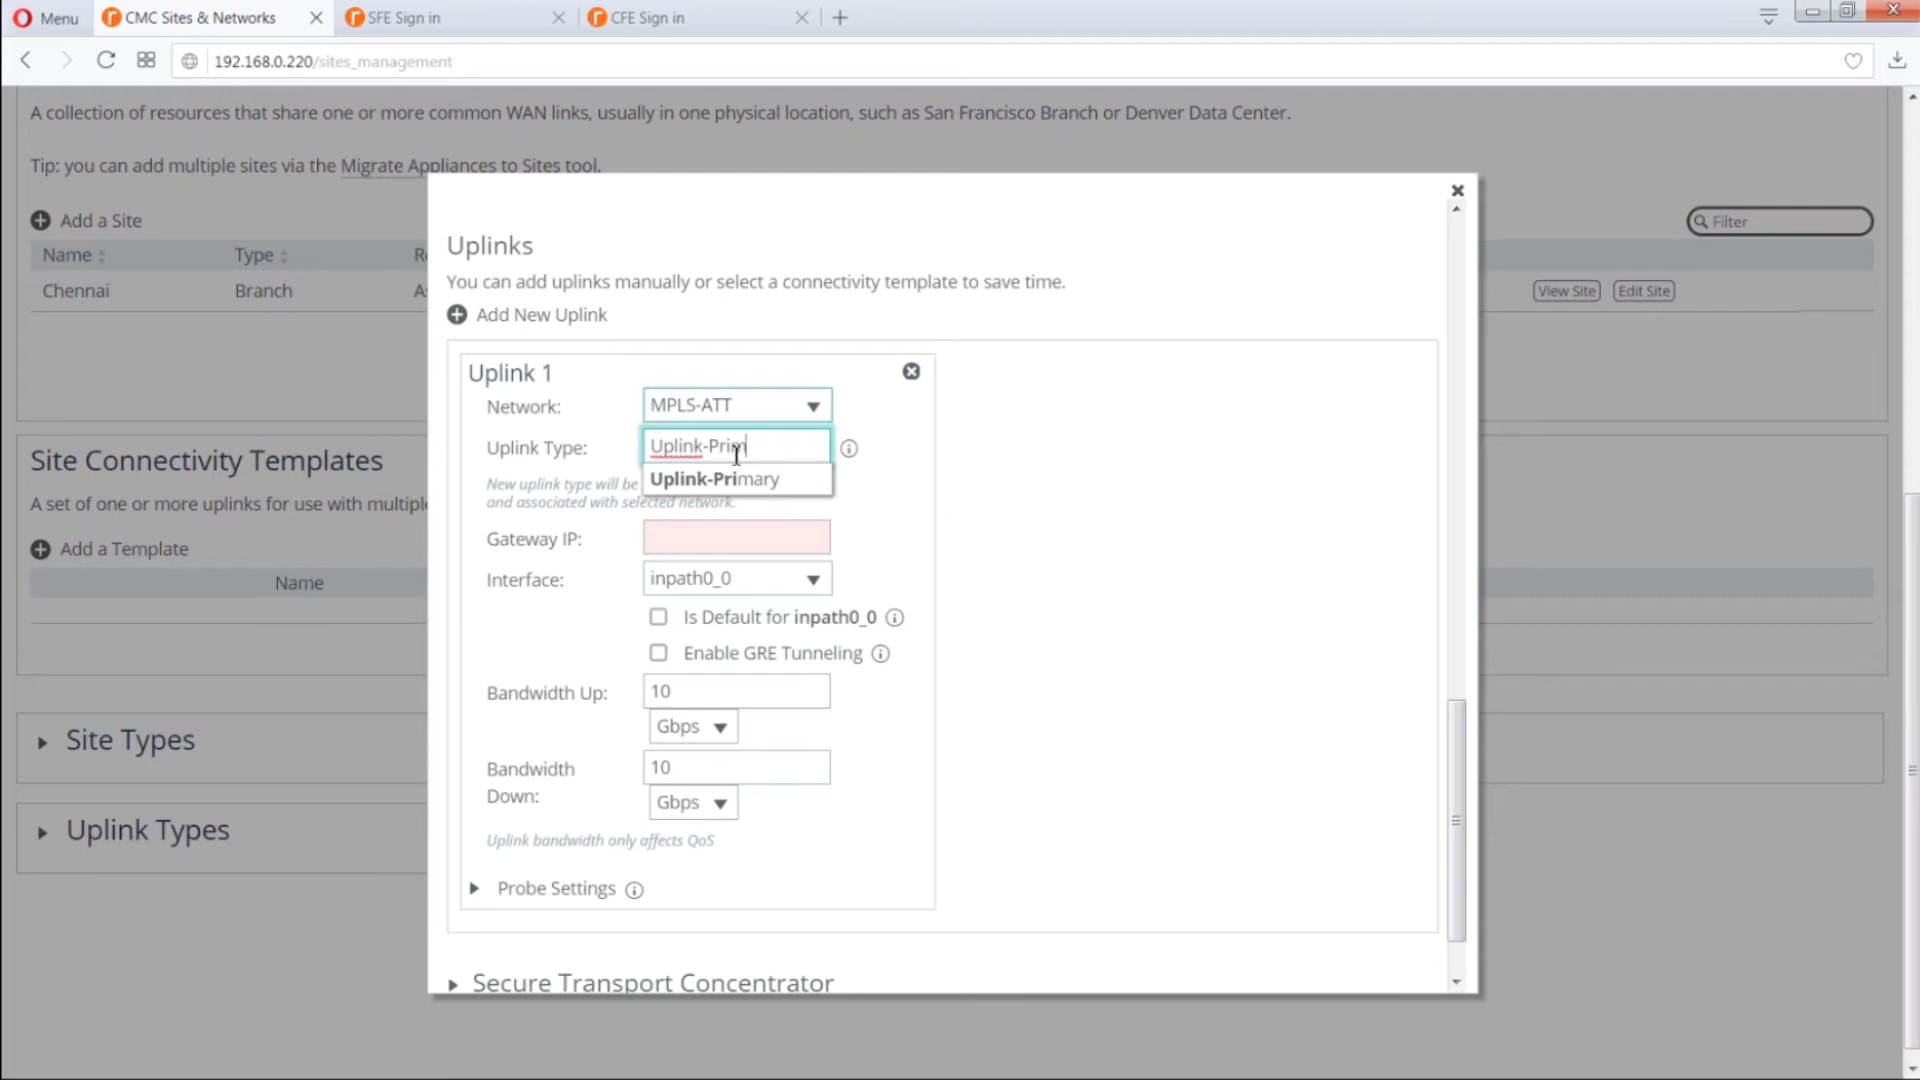 Menu
CMC Sites & Networks
SFE Sign in
CFE Sign in
192.168.0.220/sites_management
A collection of resources that share one or more common WAN links, usually in one physical location, such as San Francisco Branch or Denver Data Center.
Tip: you can add multiple sites via the Migrate Appliances to Sites tool.
Add a Site
Filter
Name
Type
Chennai
Branch
View Site
Edit Site
Site Connectivity Templates
A set of one or more uplinks for use with
Add a Template
Name
Site Types
Uplink Types
Uplinks
You can add uplinks manually or select a connectivity template to save time.
Add New Uplink
Uplink 1
Network:
MPLS-ATT
Uplink Type:
Uplink-Prim
Uplink-Primary
New uplink type will be
and associated with selected network.
Gateway IP:
Interface:
inpath0_0
Is Default for inpath0_0
Enable GRE Tunneling
Bandwidth Up:
10
Gbps
Bandwidth
Down:
10
Gbps
Uplink bandwidth only affects QoS
Probe Settings
Secure Transport Concentrator